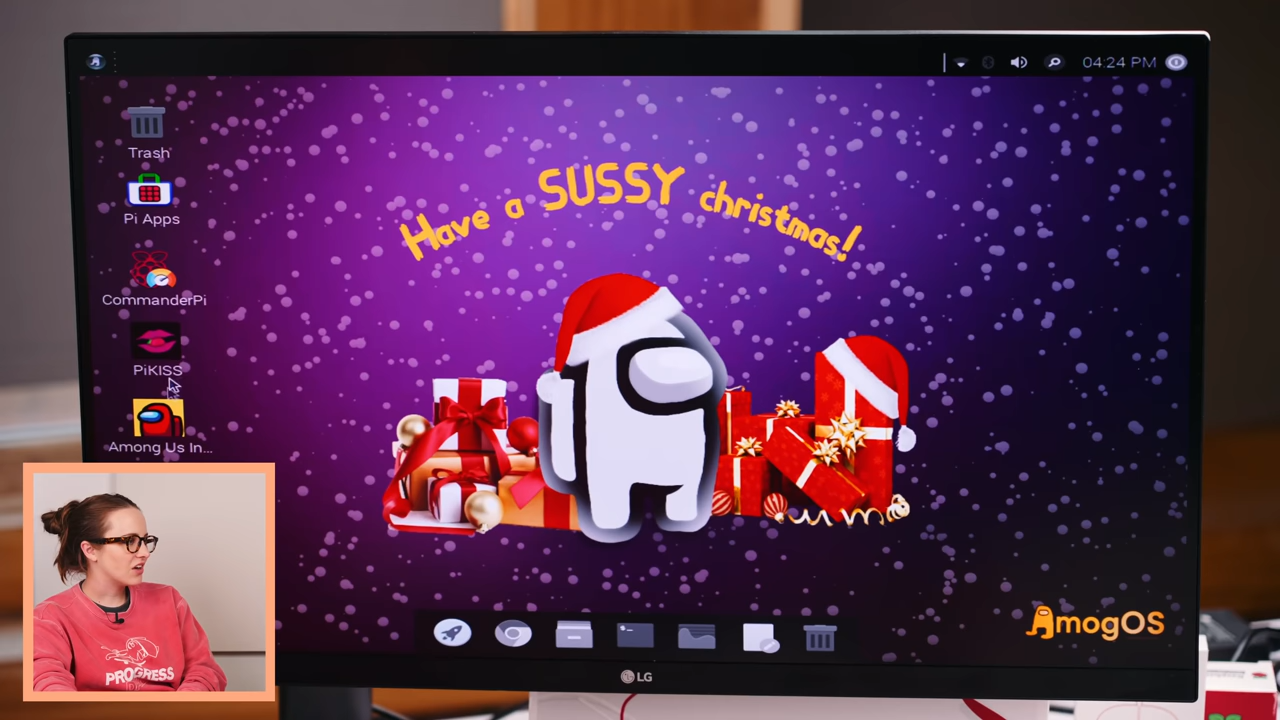 04:24 PM
Trash
Pi Apps
CommanderPi
PiKISS
Among Us In...
Have a SUSSY christmas!
AmogOS
LG
PROGRESS